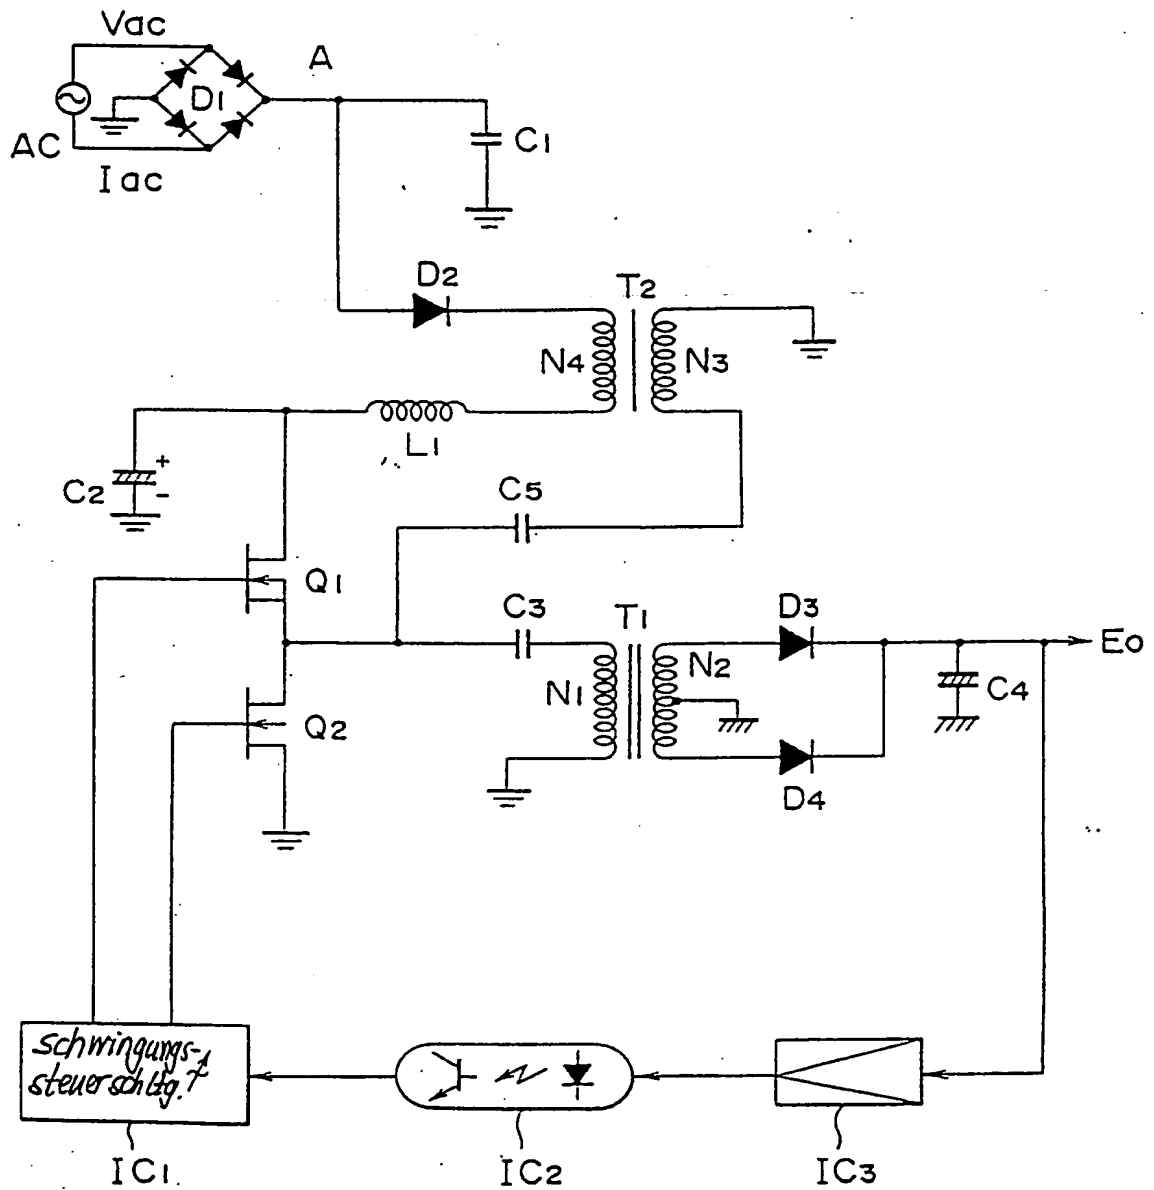 Vac
A
D1
AC
C1
Iac
D2
T2
N4
N3
L1
C2
+
-
C5
Q1
C3
T1
D3
Eo
N1
N2
C4
Q2
D4
Schwingungs-
steuerschltg.
IC1
IC2
IC3